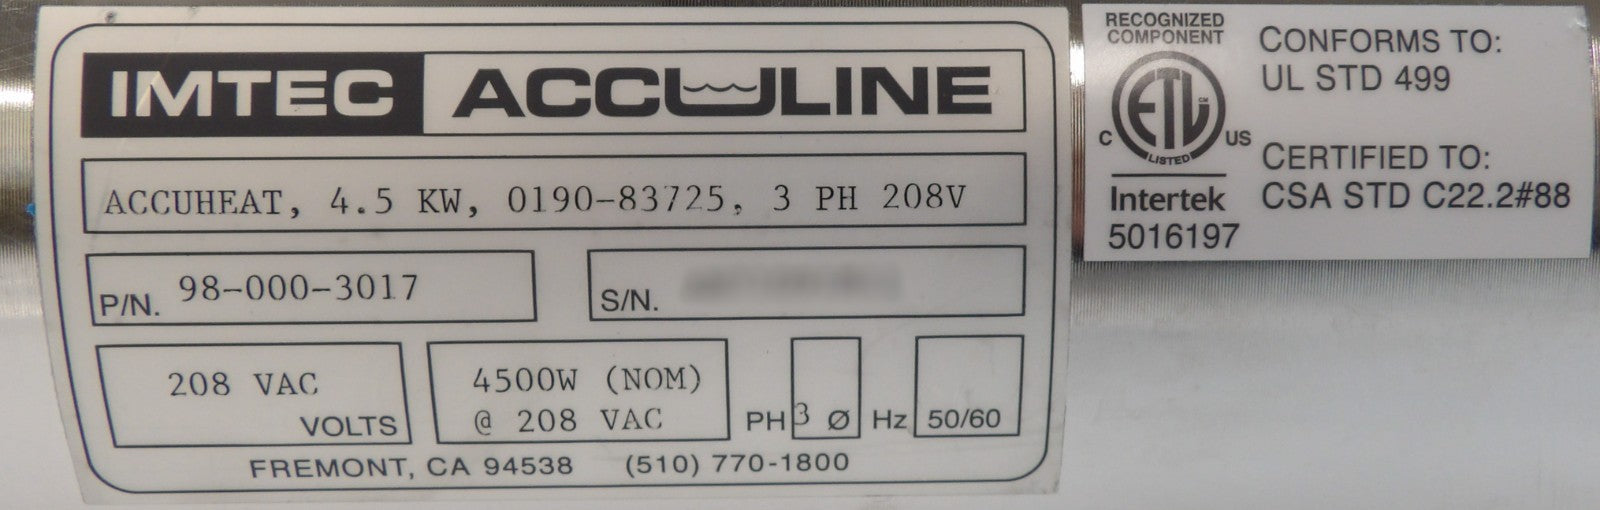 IMTEC ACCULINE
ACCUHEAT, 4.5 KW, 0190-83725, 3 PH 208V
P/N. 98-000-3017
S/N.
208 VAC
VOLTS
4500W (NOM)
@ 208 VAC
PH 3 Ø
Hz 50/60
FREMONT, CA 94538 (510) 770-1800
RECOGNIZED
COMPONENT
ETL CM
C US
LISTED
Intertek
5016197
CONFORMS TO:
UL STD 499
CERTIFIED TO:
CSA STD C22.2#88